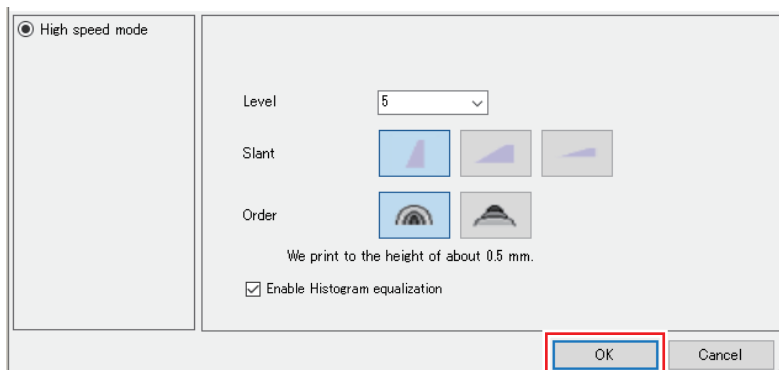 High speed mode
Level 5
Slant
Order
We print to the height of about 0.5 mm.
Enable Histogram equalization
OK Cancel